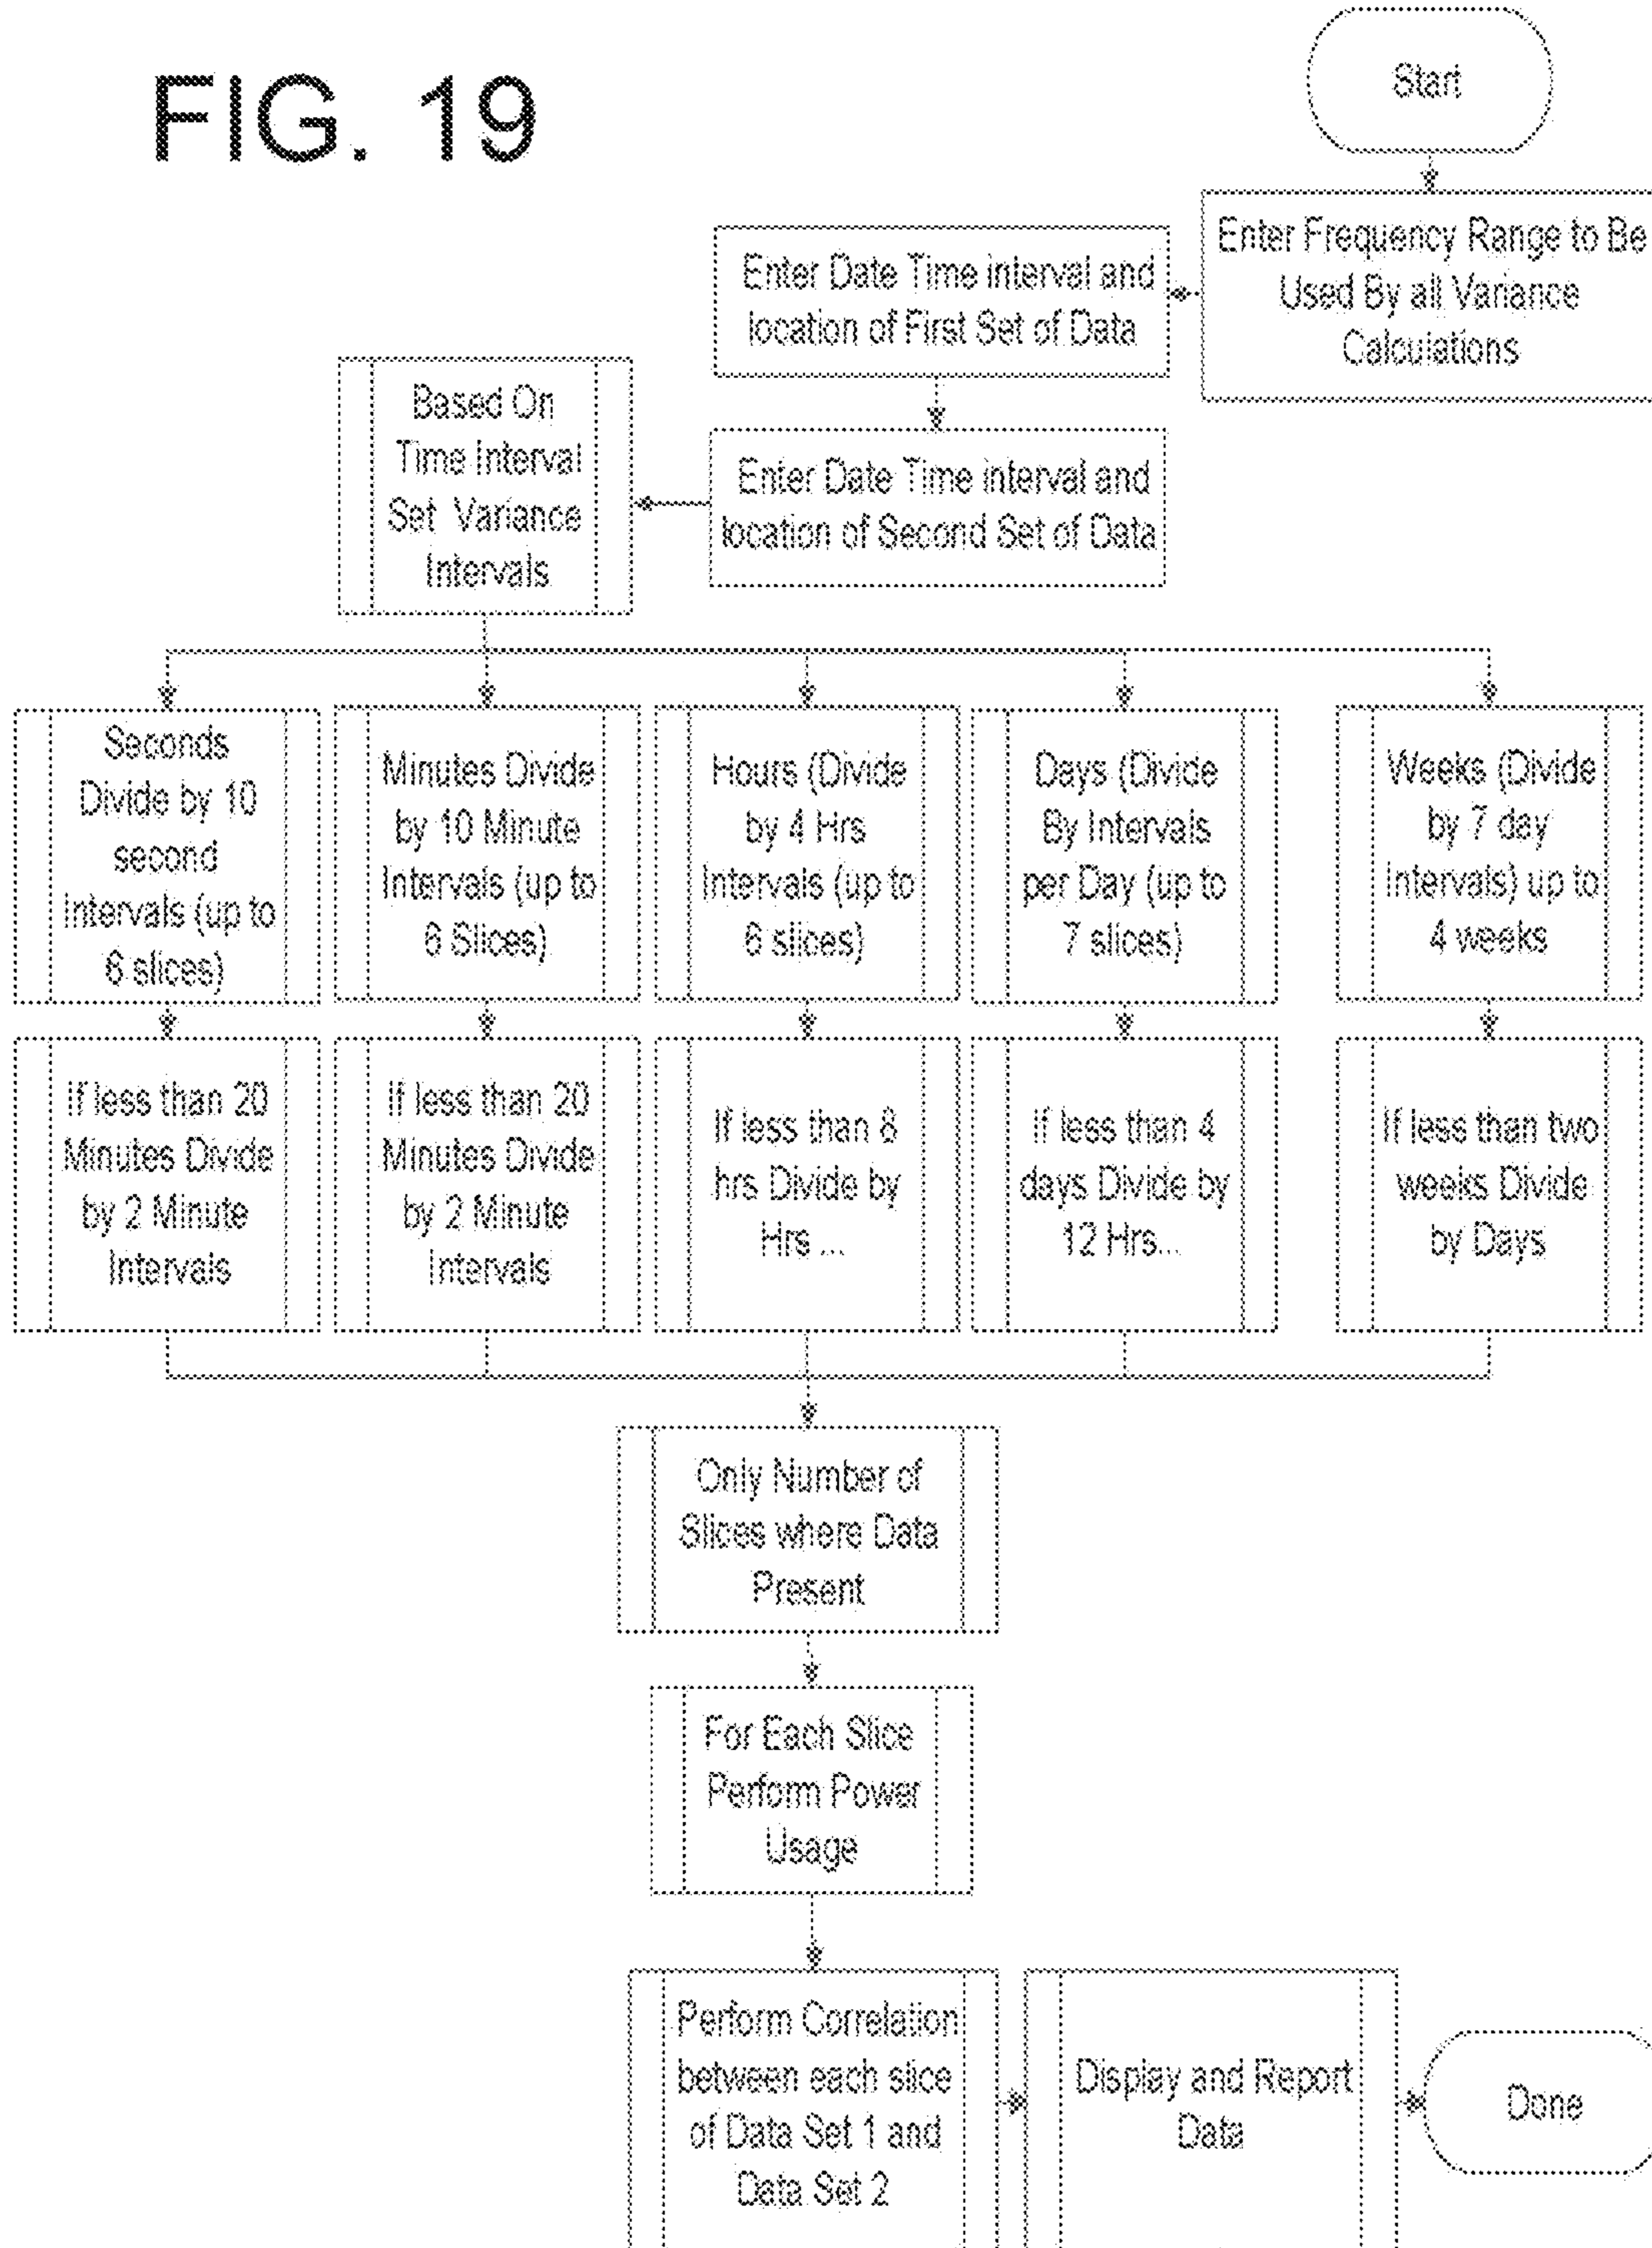 FIG. 19
Start
Enter Frequency Range to Be
Used By all Variance
Calculations
Enter Date Time interval and
location of First Set of Data
Enter Date Time interval and
location of Second Set of Data
Based On
Time Interval
Set Variance
Intervals
Seconds
Divide by 10
second
Intervals (up to
6 slices)
Minutes Divide
by 10 Minute
Intervals (up to
6 Slices)
Hours (Divide
by 4 Hrs
Intervals (up to
6 slices)
Days (Divide
By Intervals
per Day (up to
7 slices)
Weeks (Divide
by 7 day
intervals) up to
4 weeks
If less than 20
Minutes Divide
by 2 Minute
Intervals
If less than 20
Minutes Divide
by 2 Minute
Intervals
If less than 8
hrs Divide by
Hrs ...
If less than 4
days Divide by
12 Hrs...
If less than two
weeks Divide
by Days
Only Number of
Slices where Data
Present
For Each Slice
Perform Power
Usage
Perform Correlation
between each slice
of Data Set 1 and
Data Set 2
Display and Report
Data
Done